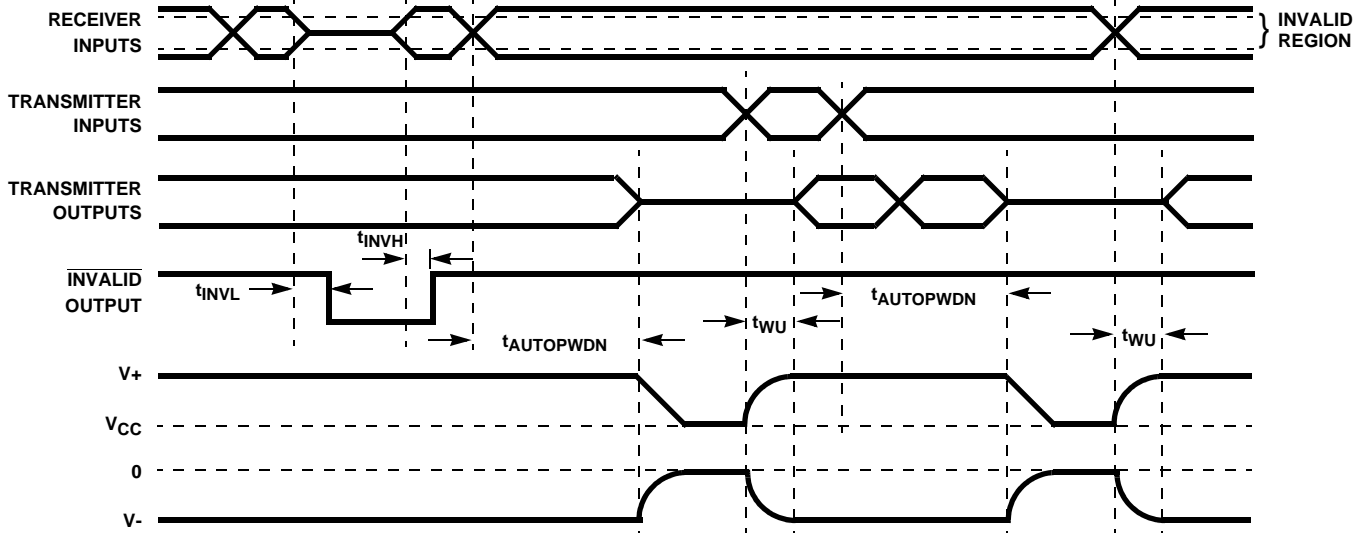 RECEIVER
INPUTS
} INVALID
REGION
TRANSMITTER
INPUTS
TRANSMITTER
OUTPUTS
INVALID
OUTPUT
tINVH
tINVL
tAUTOPWDN
tWU
tAUTOPWDN
tWU
V+
VCC
0
V-